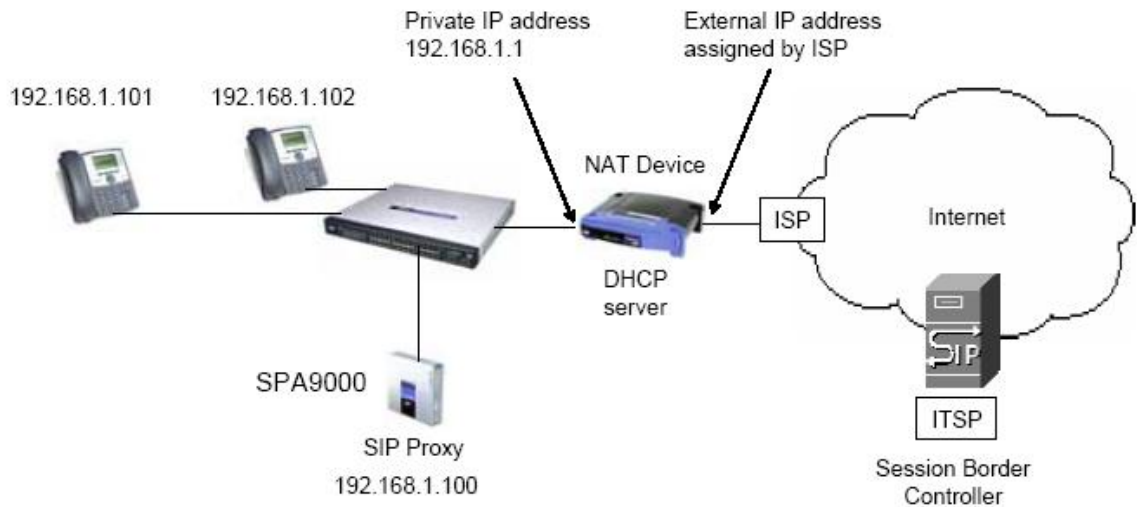 Private IP address
192.168.1.1
External IP address
assigned by ISP
192.168.1.101
192.168.1.102
NAT Device
ISP
Internet
DHCP
server
SIP
SPA9000
ITSP
SIP Proxy
192.168.1.100
Session Border
Controller